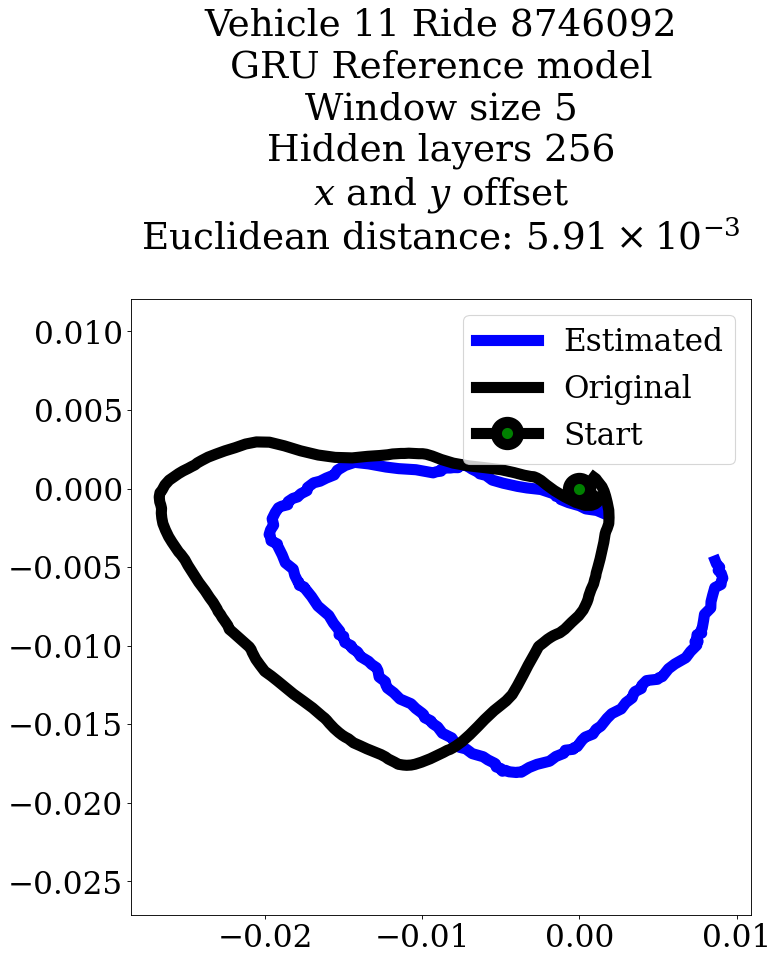 Vehicle 11 Ride 8746092
GRU Reference model
Window size 5
Hidden layers 256
x and y offset
Euclidean distance: 5.91 × 10⁻³
Estimated
Original
Start
0.010
0.005
0.000
−0.005
−0.010
−0.015
−0.020
−0.025
−0.02 −0.01 0.00 0.01